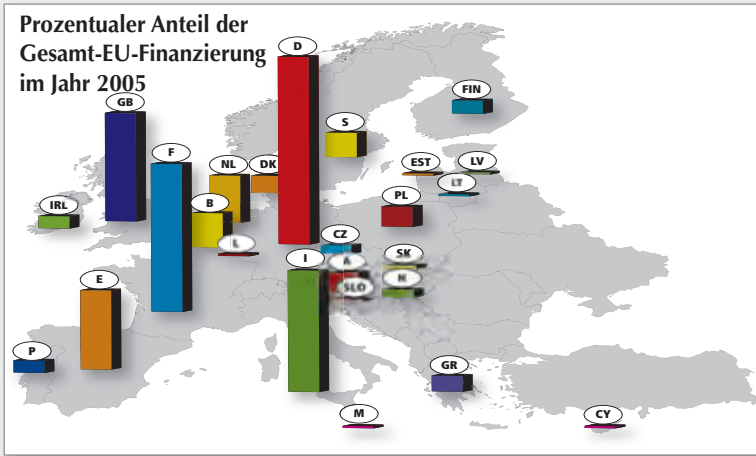 Prozentualer Anteil der
Gesamt-EU-Finanzierung
im Jahr 2005
D
FIN
GB
S
F
NL
DK
EST
LV
LT
IRL
B
PL
L
CZ
SK
I
A
E
SLO
H
P
GR
M
CY